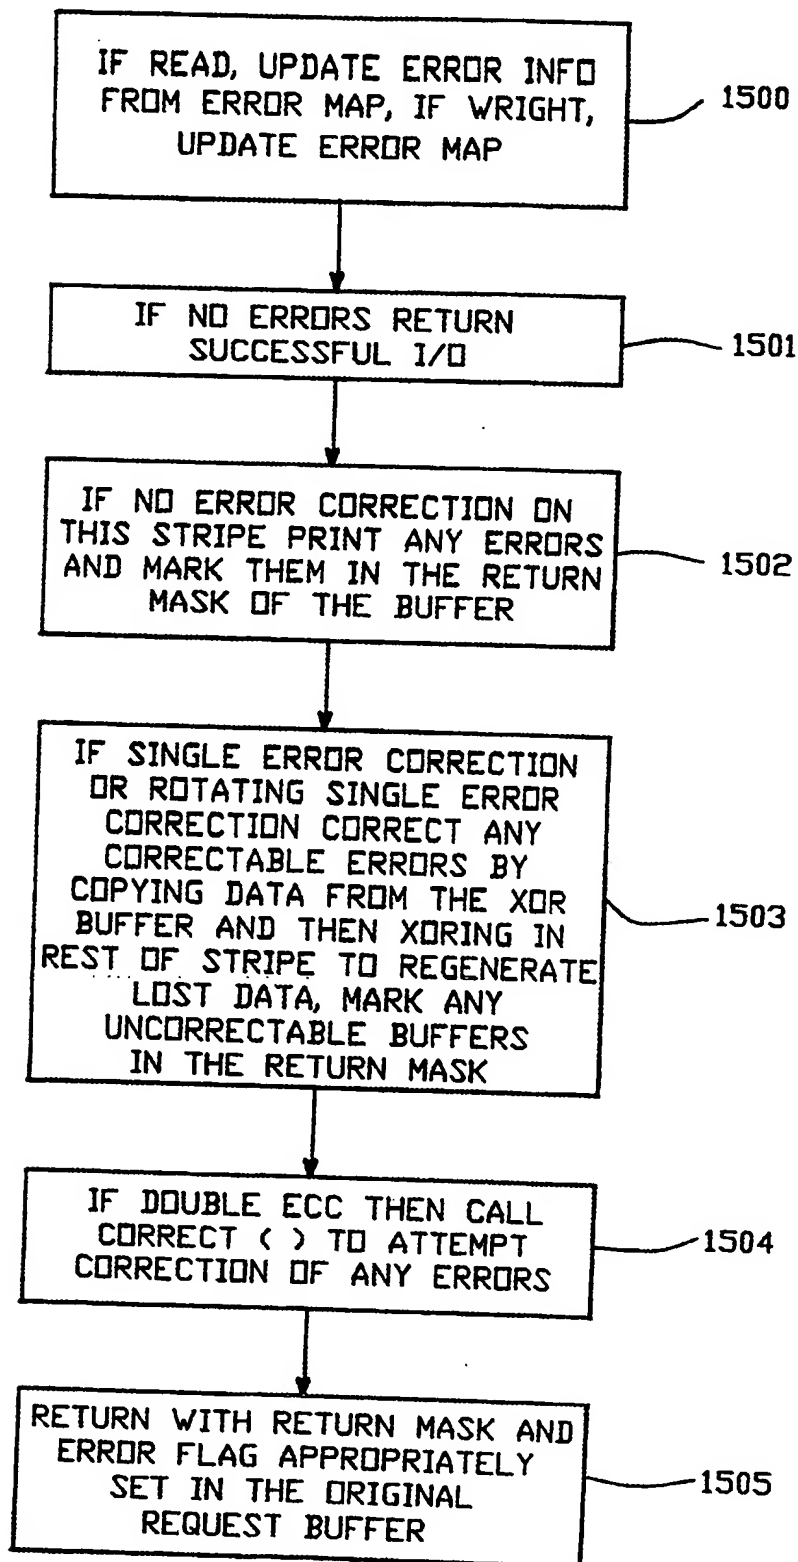 IF READ, UPDATE ERROR INFO
FROM ERROR MAP, IF WRIGHT,
UPDATE ERROR MAP
1500
IF NO ERRORS RETURN
SUCCESSFUL I/O
1501
IF NO ERROR CORRECTION ON
THIS STRIPE PRINT ANY ERRORS
AND MARK THEM IN THE RETURN
MASK OF THE BUFFER
1502
IF SINGLE ERROR CORRECTION
OR ROTATING SINGLE ERROR
CORRECTION CORRECT ANY
CORRECTABLE ERRORS BY
COPYING DATA FROM THE XOR
BUFFER AND THEN XORING IN
REST OF STRIPE TO REGENERATE
LOST DATA, MARK ANY
UNCORRECTABLE BUFFERS
IN THE RETURN MASK
1503
IF DOUBLE ECC THEN CALL
CORRECT ( ) TO ATTEMPT
CORRECTION OF ANY ERRORS
1504
RETURN WITH RETURN MASK AND
ERROR FLAG APPROPRIATELY
SET IN THE ORIGINAL
REQUEST BUFFER
1505